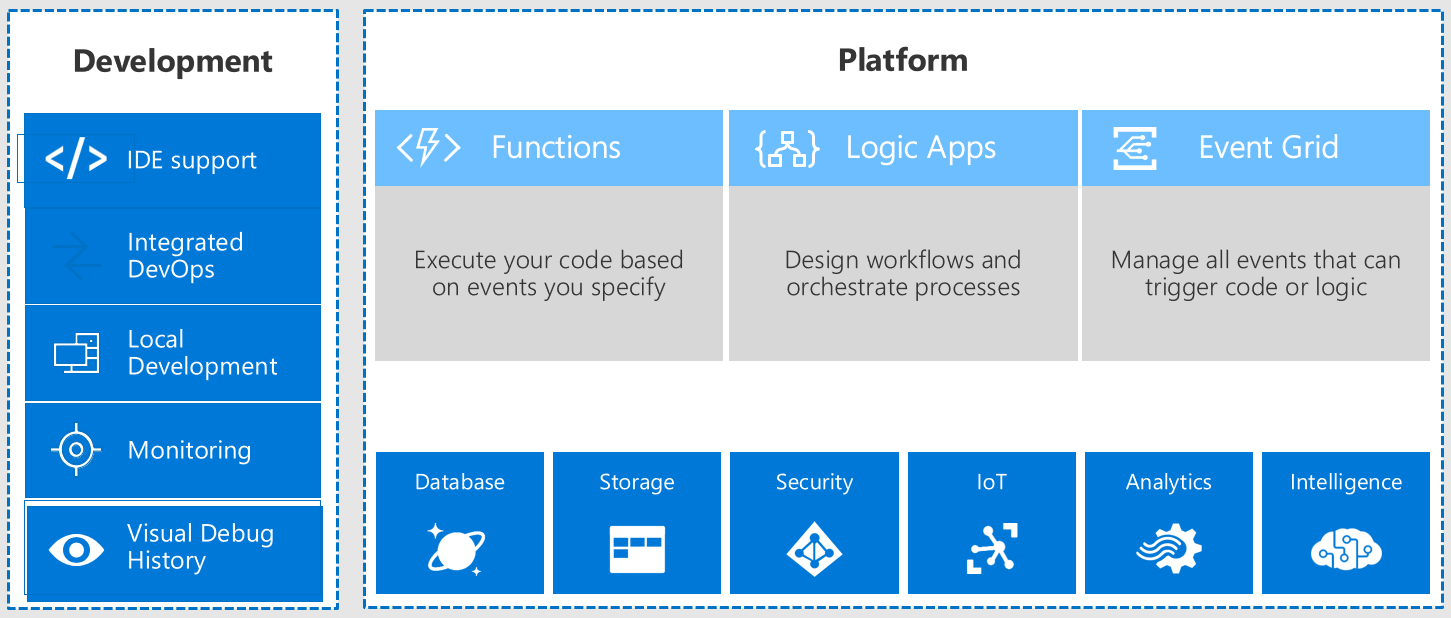 Development
IDE support
Integrated
DevOps
Local
Development
Monitoring
Visual Debug
History
Platform
Functions
Execute your code based
on events you specify
Logic Apps
Design workflows and
orchestrate processes
Event Grid
Manage all events that can
trigger code or logic
Database
Storage
Security
IoT
Analytics
Intelligence